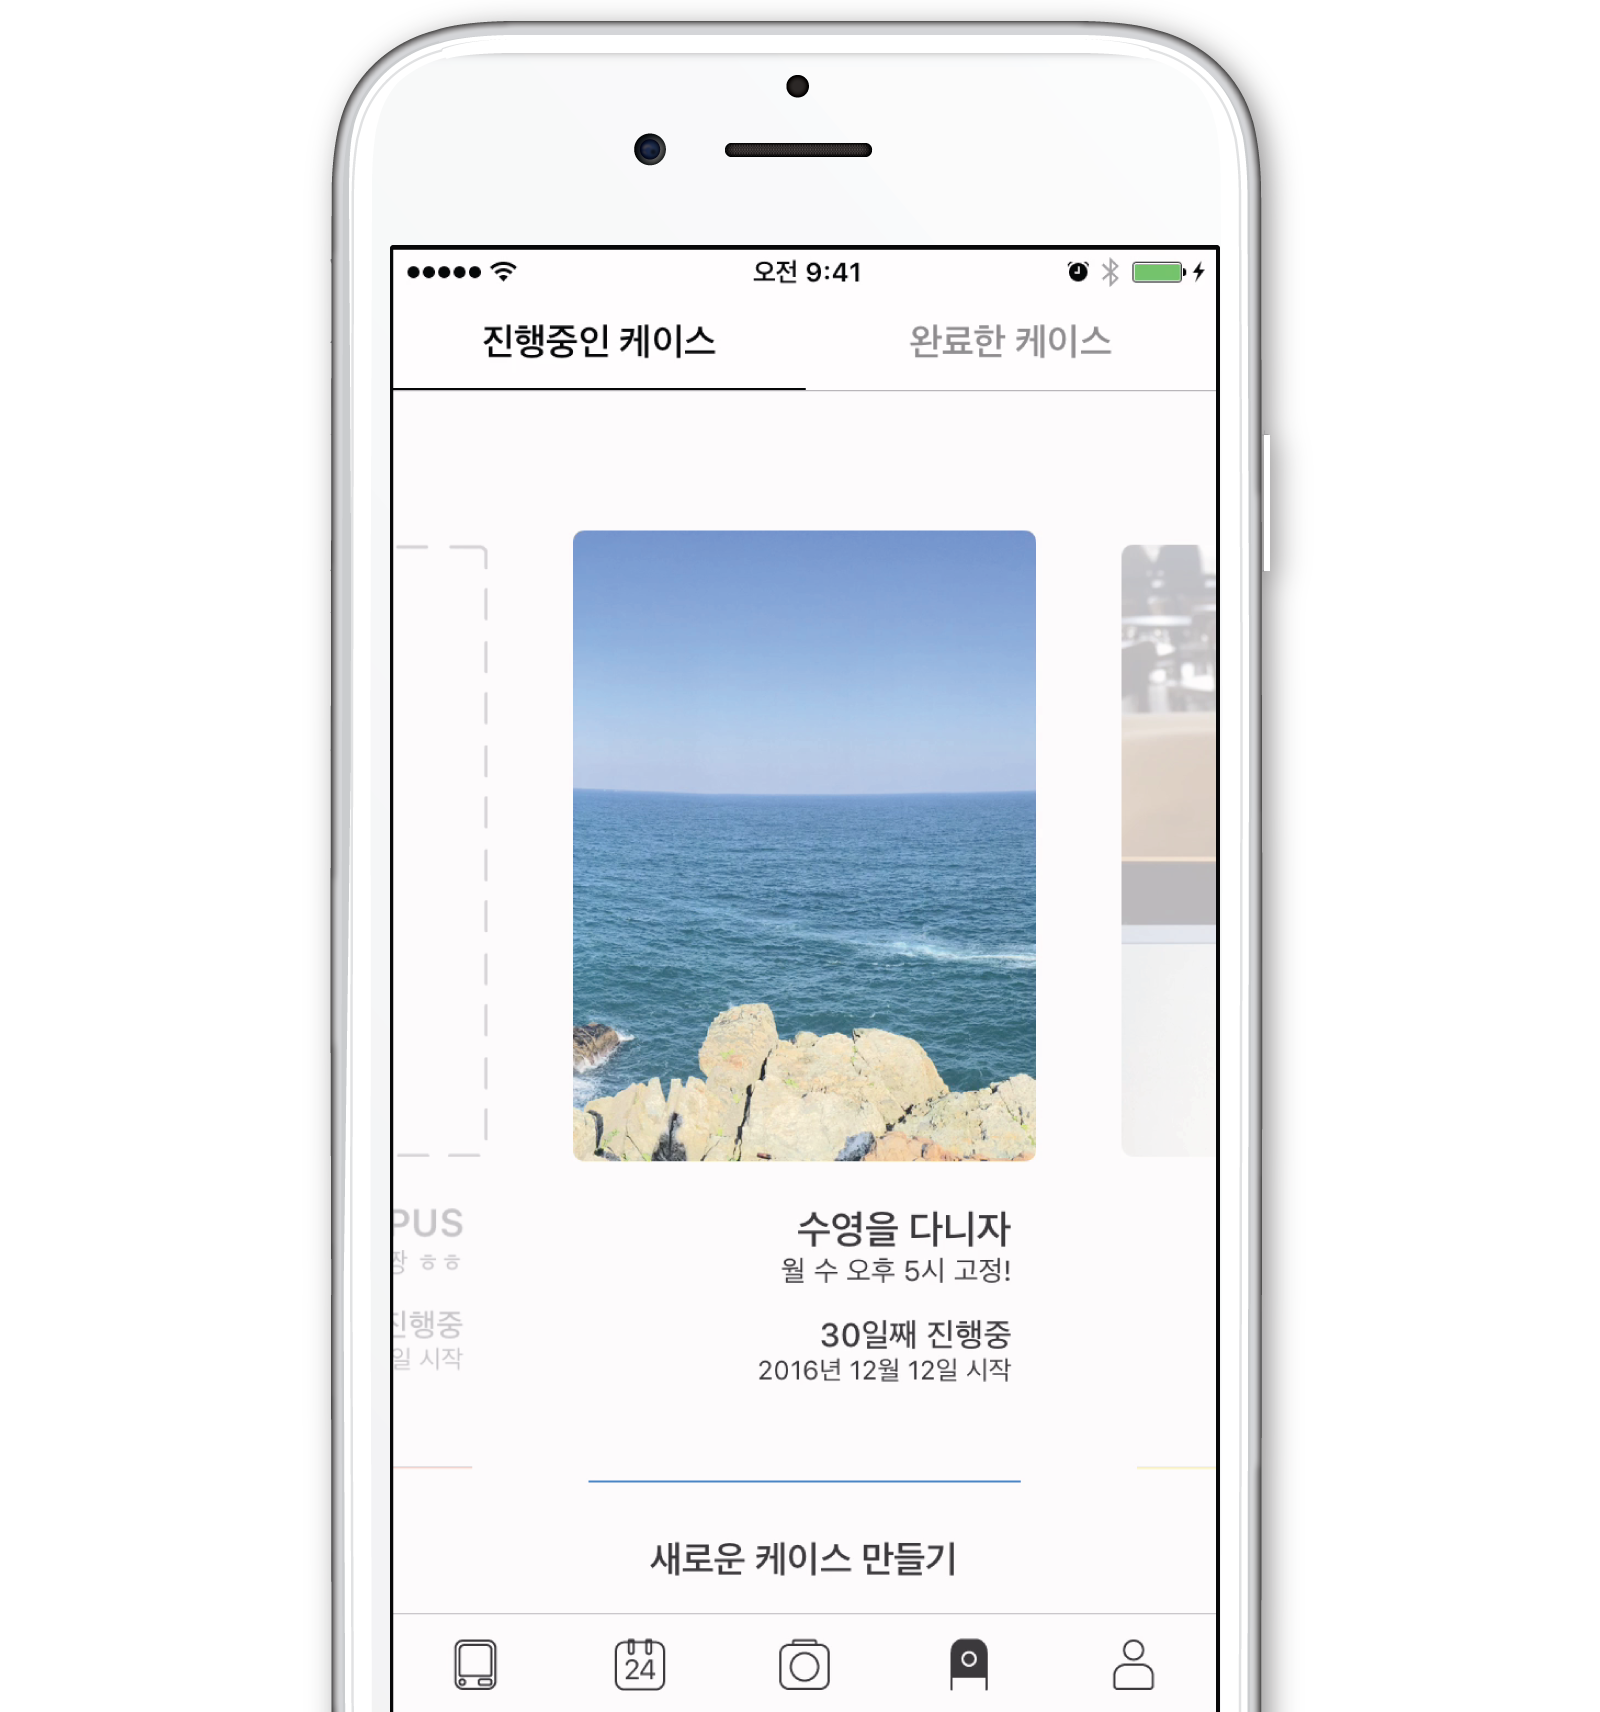 오전 9:41
진행중인 케이스
완료한 케이스
PUS
짱 ㅎㅎ
진행중
일 시작
수영을 다니자
월 수 오후 5시 고정!
30일째 진행중
2016년 12월 12일 시작
새로운 케이스 만들기
24